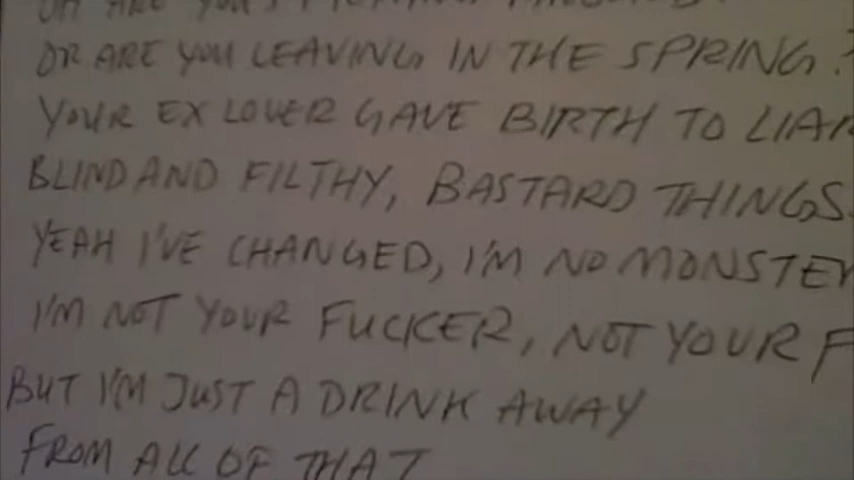 OR ARE YOU LEAVING IN THE SPRING?
YOUR EX LOVER GAVE BIRTH TO
BLIND AND FILTHY, BASTARD THINGS.
YEAH I'VE CHANGED, I'M NO MONSTER
I'M NOT YOUR FUCKER, NOT YOUR F
BUT I'M JUST A DRINK AWAY
FROM ALL OF THAT